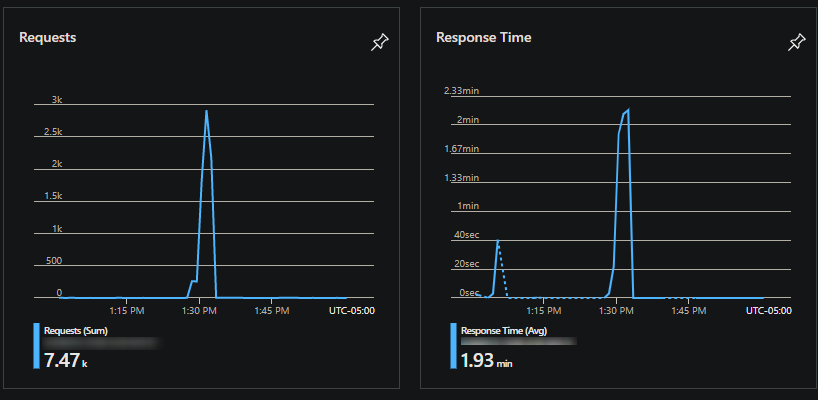 Requests
3k
2.5k
2k
1.5k
1k
500
0
1:15 PM 1:30 PM 1:45 PM UTC-05:00
Requests (Sum)
7.47 k
Response Time
2.33min
2min
1.67min
1.33min
1min
40sec
20sec
0sec
1:15 PM 1:30 PM 1:45 PM UTC-05:00
Response Time (Avg)
1.93 min